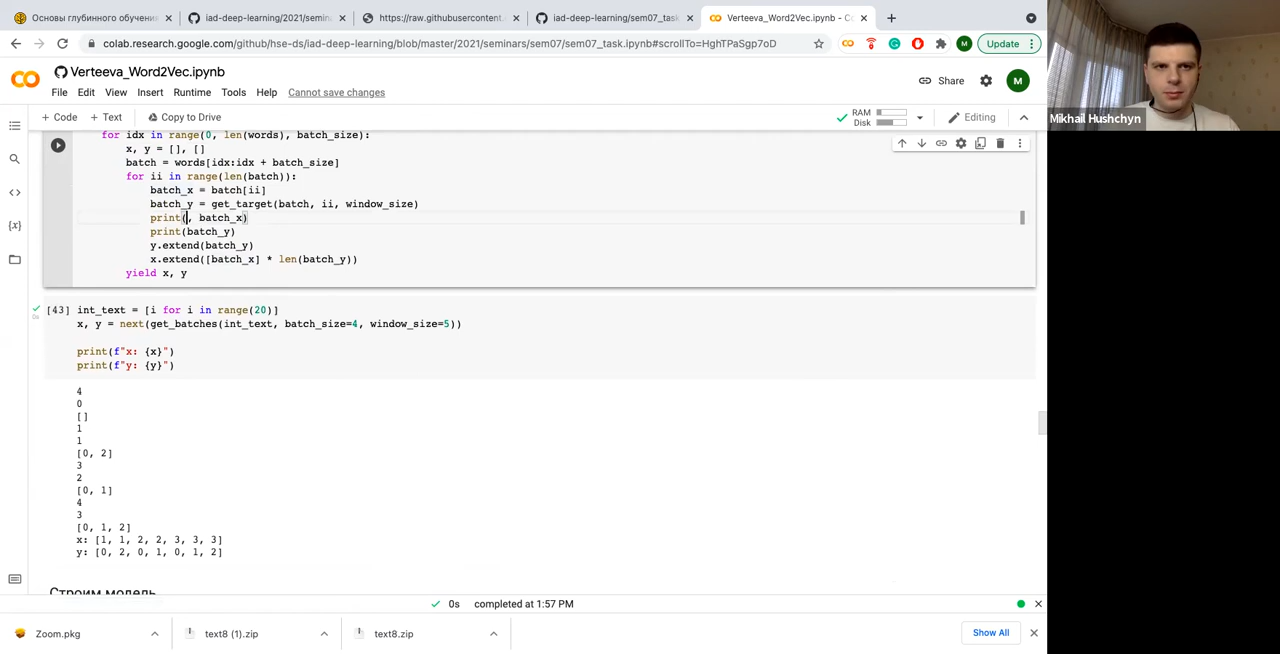 Основы глубинного обучения
iad-deep-learning/2021/semina
https://raw.githubusercontent.
iad-deep-learning/sem07_task.
Verteeva_Word2Vec.ipynb - Co
colab.research.google.com/github/hse-ds/iad-deep-learning/blob/master/2021/seminars/sem07/sem07_task.ipynb#scrollTo=HghTPaSgp7oD
M
Update
Verteeva_Word2Vec.ipynb
Share
M
File Edit View Insert Runtime Tools Help Cannot save changes
+ Code + Text Copy to Drive
RAM
Disk
Editing
Mikhail Hushchyn
for idx in range(0, len(words), batch_size):
x, y = [], []
batch = words[idx:idx + batch_size]
for ii in range(len(batch)):
batch_x = batch[ii]
batch_y = get_target(batch, ii, window_size)
print(, batch_x)
print(batch_y)
y.extend(batch_y)
x.extend([batch_x] * len(batch_y))
yield x, y
[43] int_text = [i for i in range(20)]
0s
x, y = next(get_batches(int_text, batch_size=4, window_size=5))
print(f"x: {x}")
print(f"y: {y}")
4
0
[]
1
1
[0, 2]
3
2
[0, 1]
4
3
[0, 1, 2]
x: [1, 1, 2, 2, 3, 3, 3]
y: [0, 2, 0, 1, 0, 1, 2]
Строим модель
0s completed at 1:57 PM
Zoom.pkg
text8 (1).zip
text8.zip
Show All